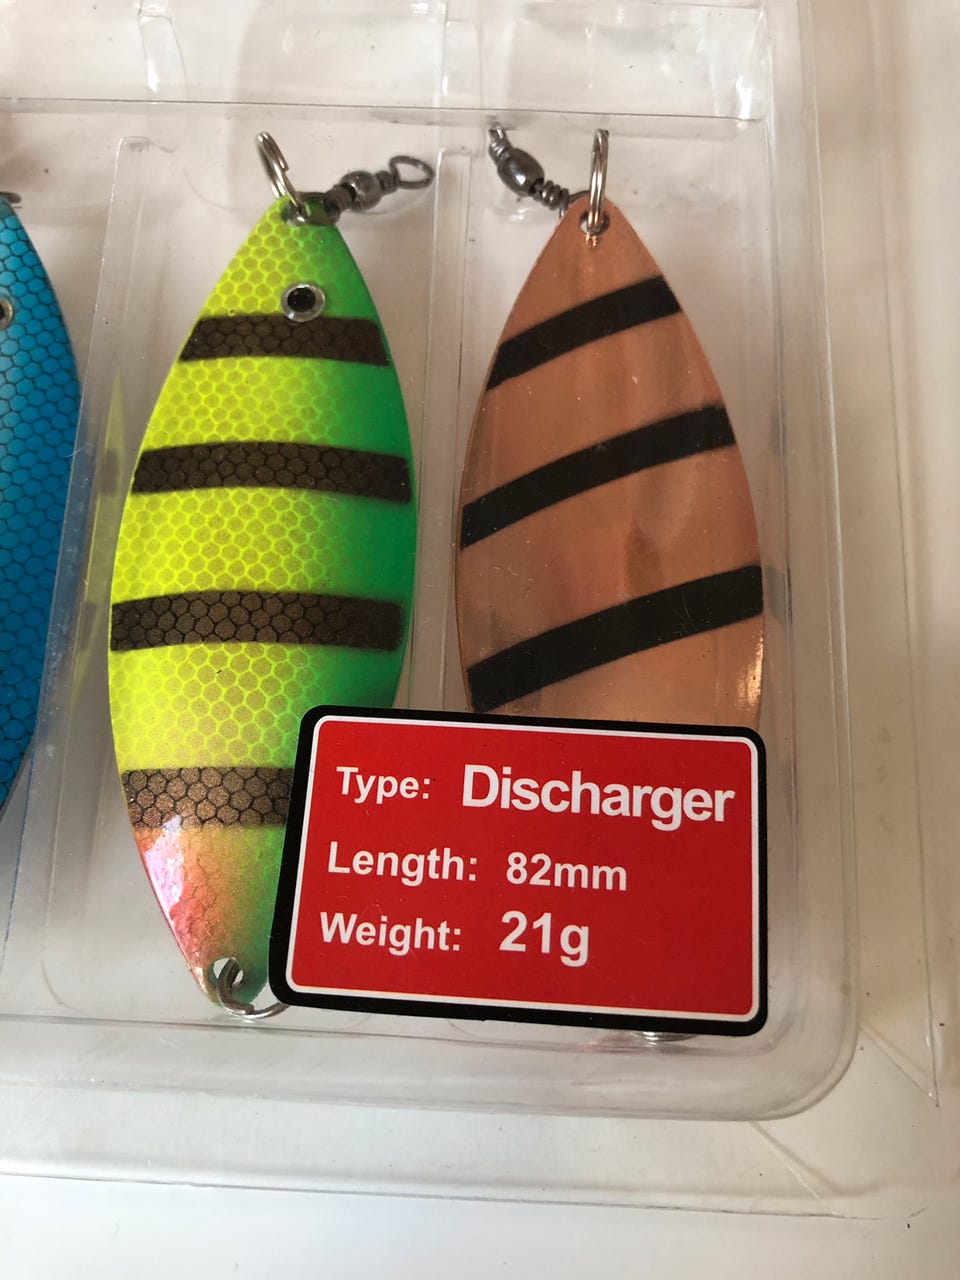 Type: Discharger
Length: 82mm
Weight: 21g